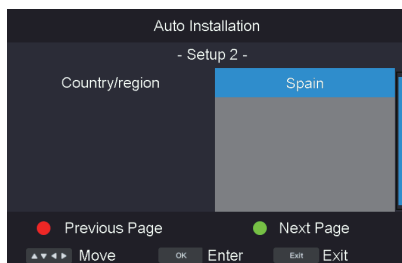 Auto Installation
- Setup 2 -
Country/region Spain
Previous Page Next Page
Move OK Enter Exit Exit